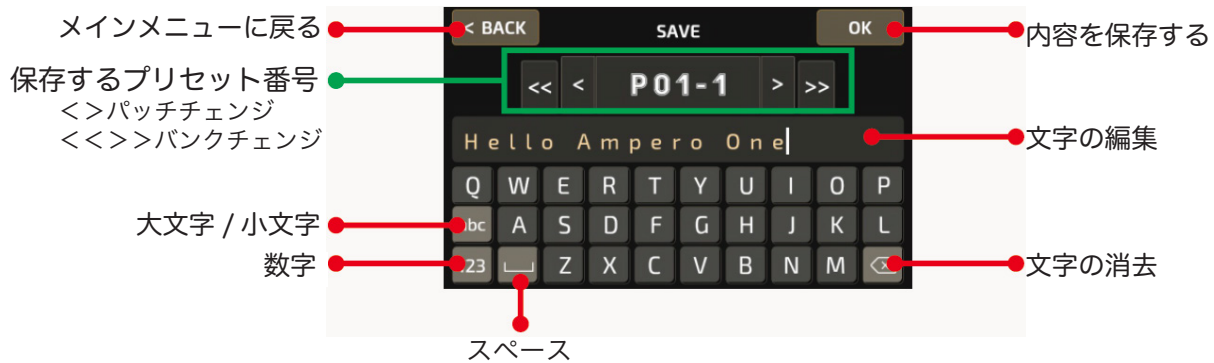 メインメニューに戻る
< BACK
SAVE
OK
内容を保存する
保存するプリセット番号
<>パッチチェンジ
<<>>バンクチェンジ
<< < P01-1 > >>
Hello Ampero One
文字の編集
Q W E R T Y U I O P
大文字 / 小文字
abc A S D F G H J K L
数字
123 Z X C V B N M
文字の消去
スペース